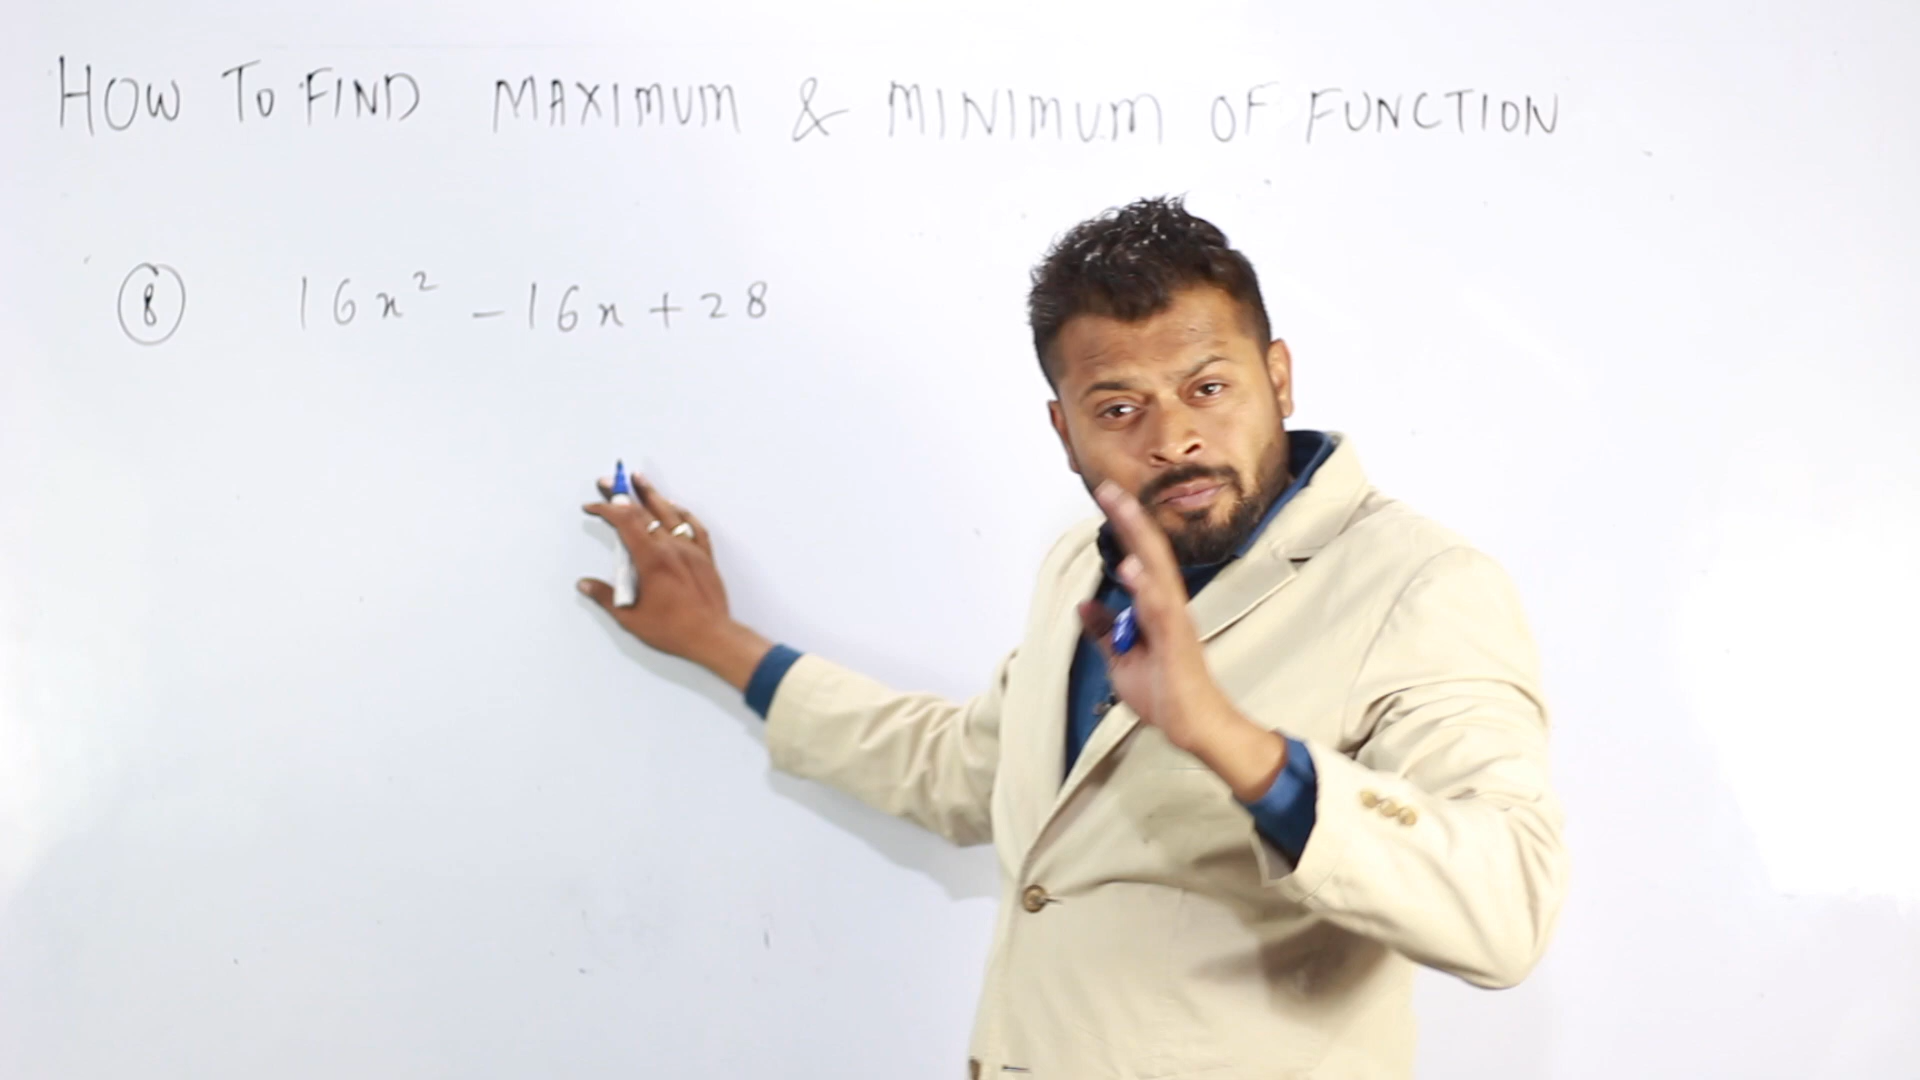 HOW TO FIND MAXIMUM & MINIMUM OF FUNCTION
⑧ 16x² - 16x + 28